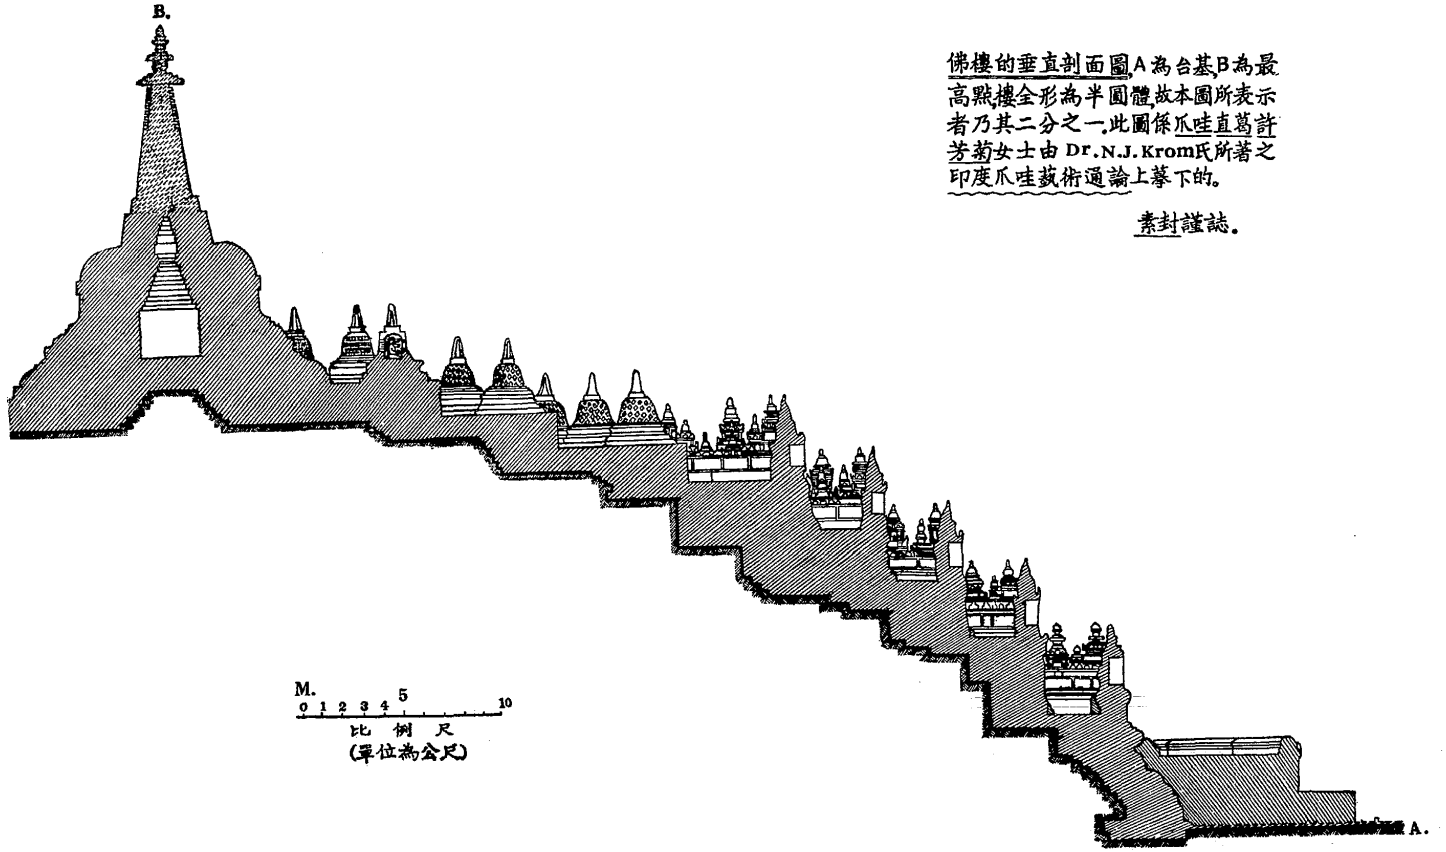 B.
佛樓的垂直剖面圖,A為台基,B為最
高點,樓全形為半圓體,故本圖所表示
者乃其二分之一.此圖係爪哇直葛許
芳菊女士由 Dr.N.J.Krom氏所著之
印度爪哇藝術通論上摹下的。
素封謹誌.
M.
0 1 2 3 4 5 10
比例尺
(單位為公尺)
A.